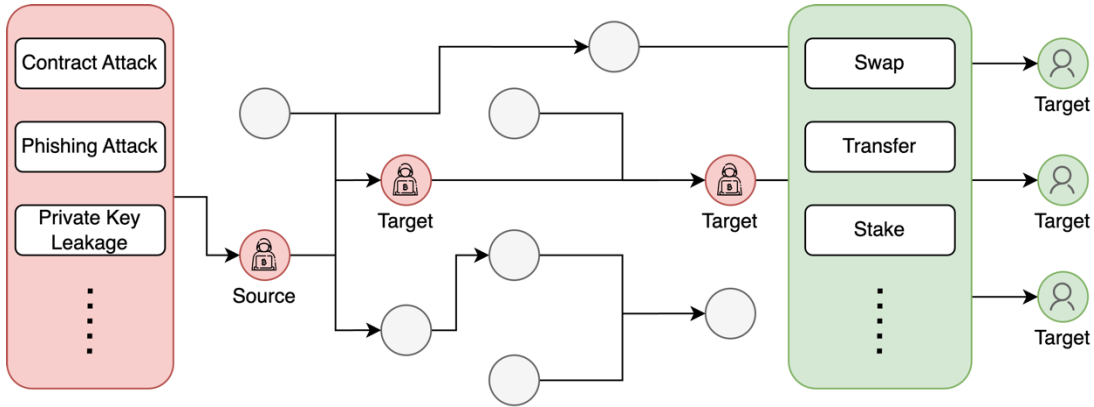 Contract Attack
Phishing Attack
Private Key
Leakage
Source
Target
Target
Swap
Transfer
Stake
Target
Target
Target